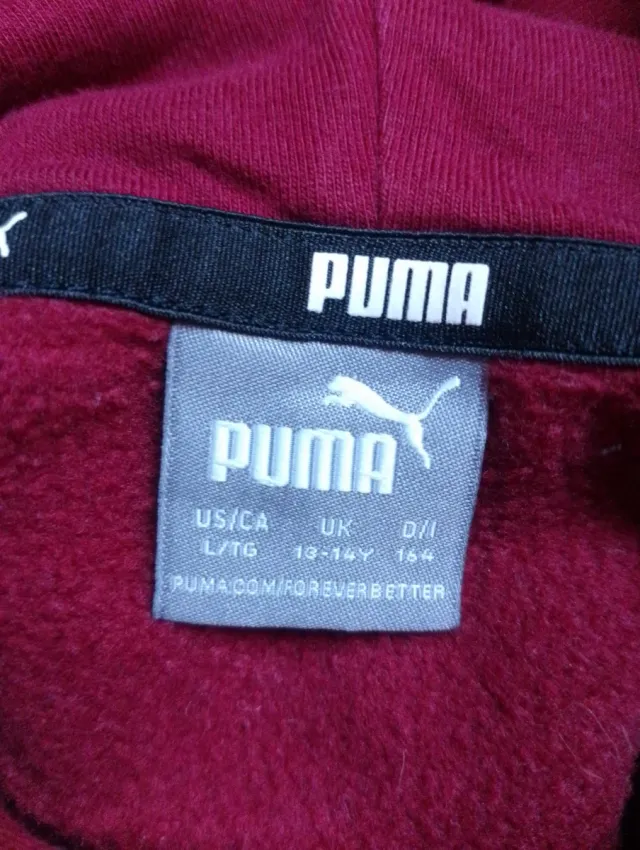 PUMA
PUMA
US/CA UK D/I
L/TG 13-14Y 164
PUMA.COM/FOREVERBETTER